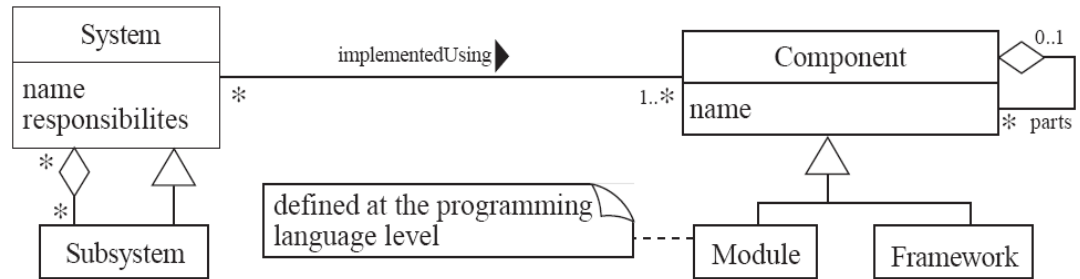 System
name
responsibilites
*
*
*
Subsystem
implementedUsing
1..*
Component
name
0..1
* parts
defined at the programming
language level
Module
Framework